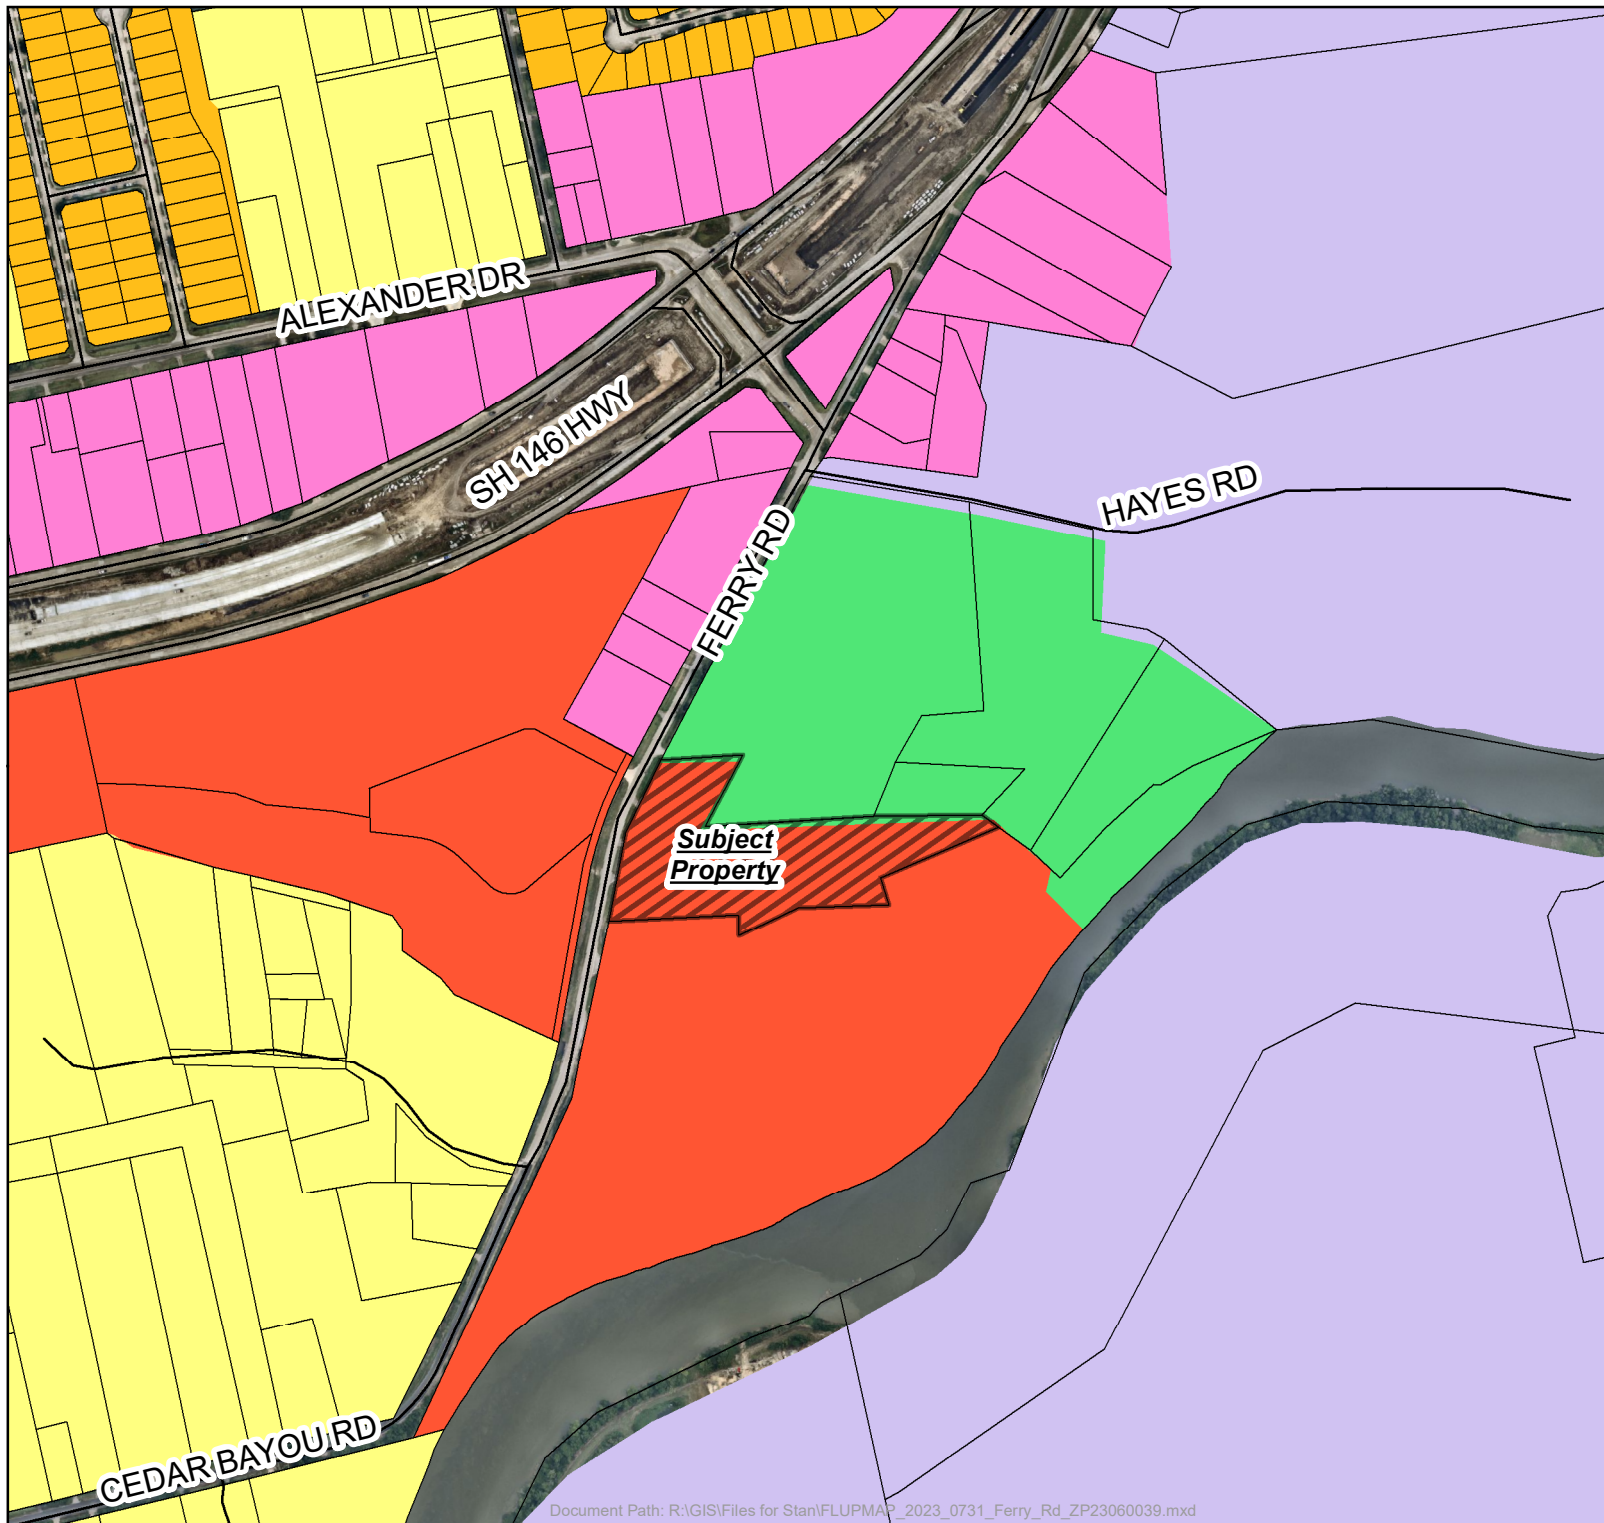 ALEXANDER DR
SH 146 HWY
HAYES RD
FERRY RD
Subject
Property
CEDAR BAYOU RD
Document Path: R:\GIS\Files for Stan\FLUPMAP_2023_0731_Ferry_Rd_ZP23060039.mxd